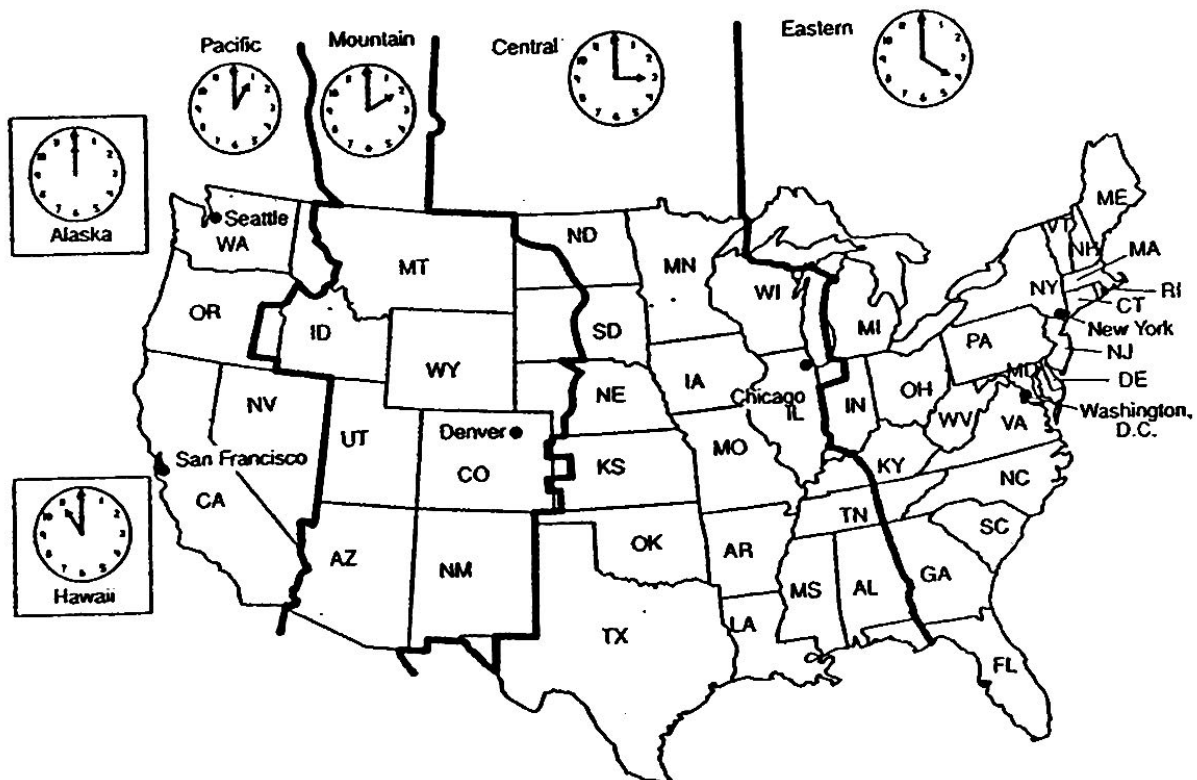 Pacific
Mountain
Central
Eastern
Alaska
Hawaii
Seattle
WA
OR
CA
San Francisco
NV
ID
MT
WY
UT
Denver
CO
AZ
NM
ND
SD
NE
KS
OK
TX
MN
IA
MO
AR
LA
WI
Chicago
IL
MI
IN
OH
KY
TN
MS
AL
GA
FL
SC
NC
VA
WV
PA
NY
VT
NH
ME
MA
RI
CT
New York
NJ
MD
DE
Washington,
D.C.